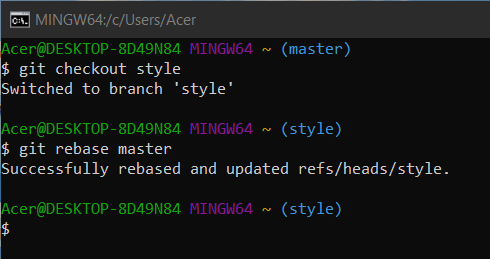 MINGW64:/c/Users/Acer
Acer@DESKTOP-8D49N84 MINGW64 ~ (master)
$ git checkout style
Switched to branch 'style'
Acer@DESKTOP-8D49N84 MINGW64 ~ (style)
$ git rebase master
Successfully rebased and updated refs/heads/style.
Acer@DESKTOP-8D49N84 MINGW64 ~ (style)
$